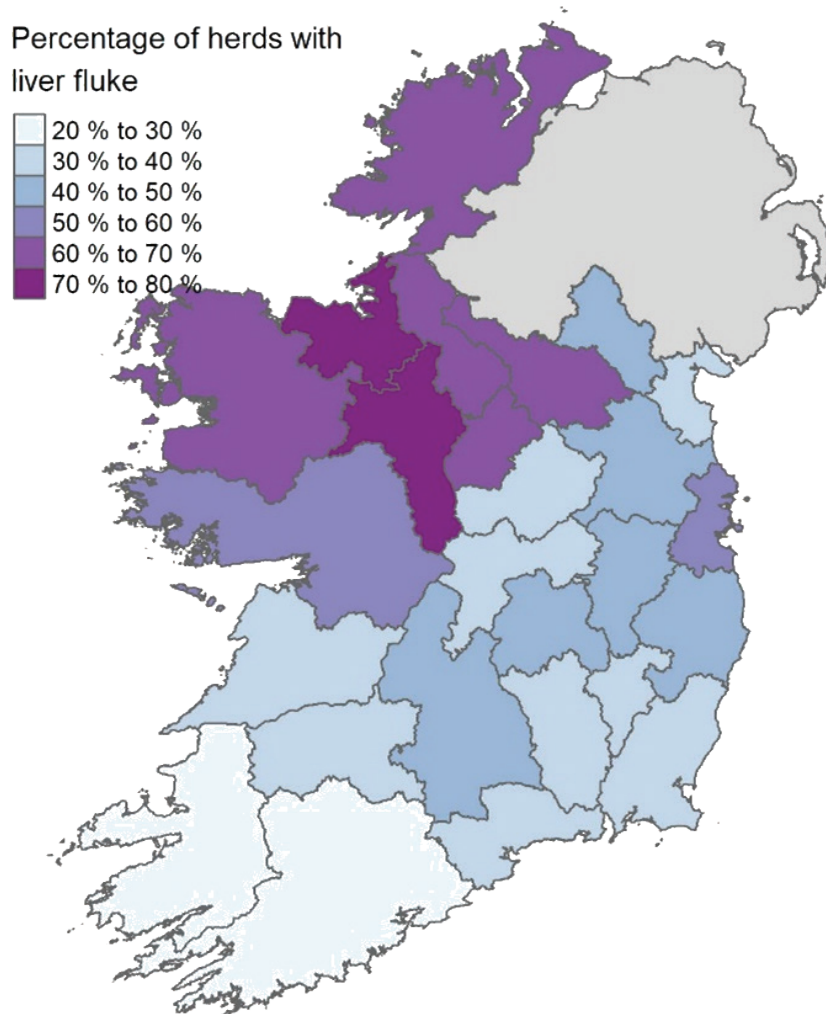 Percentage of herds with
liver fluke
20 % to 30 %
30 % to 40 %
40 % to 50 %
50 % to 60 %
60 % to 70 %
70 % to 80 %